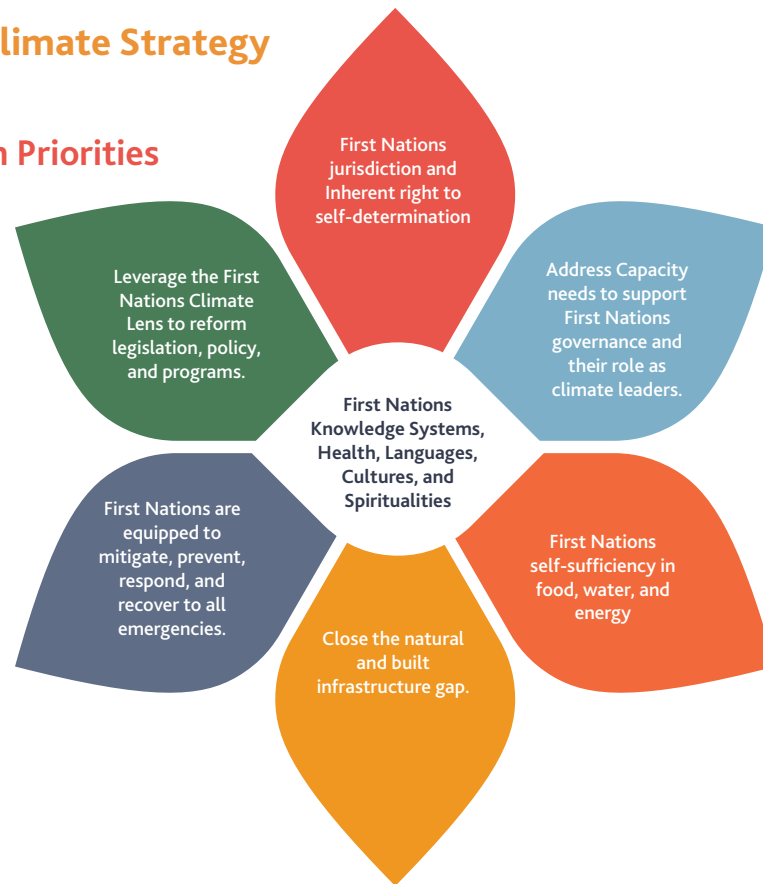 limate Strategy
n Priorities
First Nations
jurisdiction and
Inherent right to
self-determination
Address Capacity
needs to support
First Nations
governance and
their role as
climate leaders.
First Nations
self-sufficiency in
food, water, and
energy
Close the natural
and built
infrastructure gap.
First Nations are
equipped to
mitigate, prevent,
respond, and
recover to all
emergencies.
Leverage the First
Nations Climate
Lens to reform
legislation, policy,
and programs.
First Nations
Knowledge Systems,
Health, Languages,
Cultures, and
Spiritualities